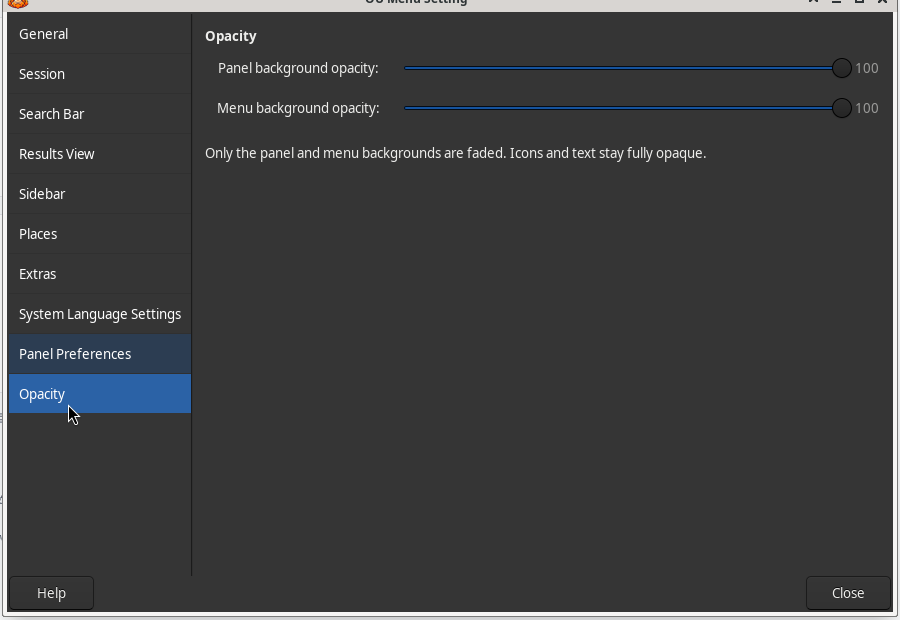 General
Session
Search Bar
Results View
Sidebar
Places
Extras
System Language Settings
Panel Preferences
Opacity
Opacity
Panel background opacity: 100
Menu background opacity: 100
Only the panel and menu backgrounds are faded. Icons and text stay fully opaque.
Help
Close